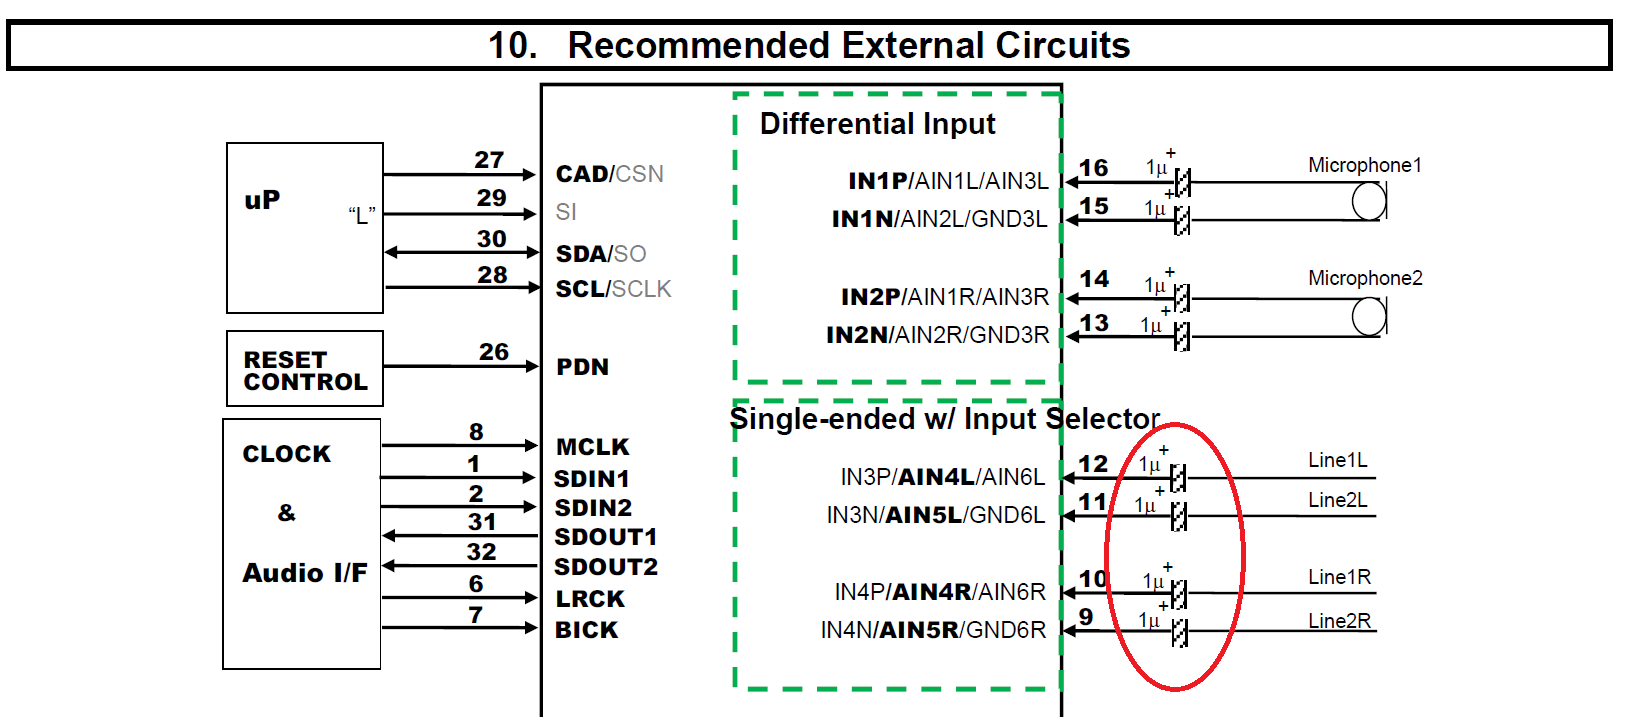 10. Recommended External Circuits
Differential Input
uP
"L"
27
29
30
28
CAD/CSN
SI
SDA/SO
SCL/SCLK
IN1P/AIN1L/AIN3L
IN1N/AIN2L/GND3L
16
15
1μ +
1μ +
Microphone1
IN2P/AIN1R/AIN3R
IN2N/AIN2R/GND3R
14
13
1μ +
1μ +
Microphone2
RESET
CONTROL
26
PDN
Single-ended w/ Input Selector
CLOCK
&
Audio I/F
8
1
2
31
32
6
7
MCLK
SDIN1
SDIN2
SDOUT1
SDOUT2
LRCK
BICK
IN3P/AIN4L/AIN6L
IN3N/AIN5L/GND6L
12
11
1μ +
1μ +
Line1L
Line2L
IN4P/AIN4R/AIN6R
IN4N/AIN5R/GND6R
10
9
1μ +
1μ +
Line1R
Line2R